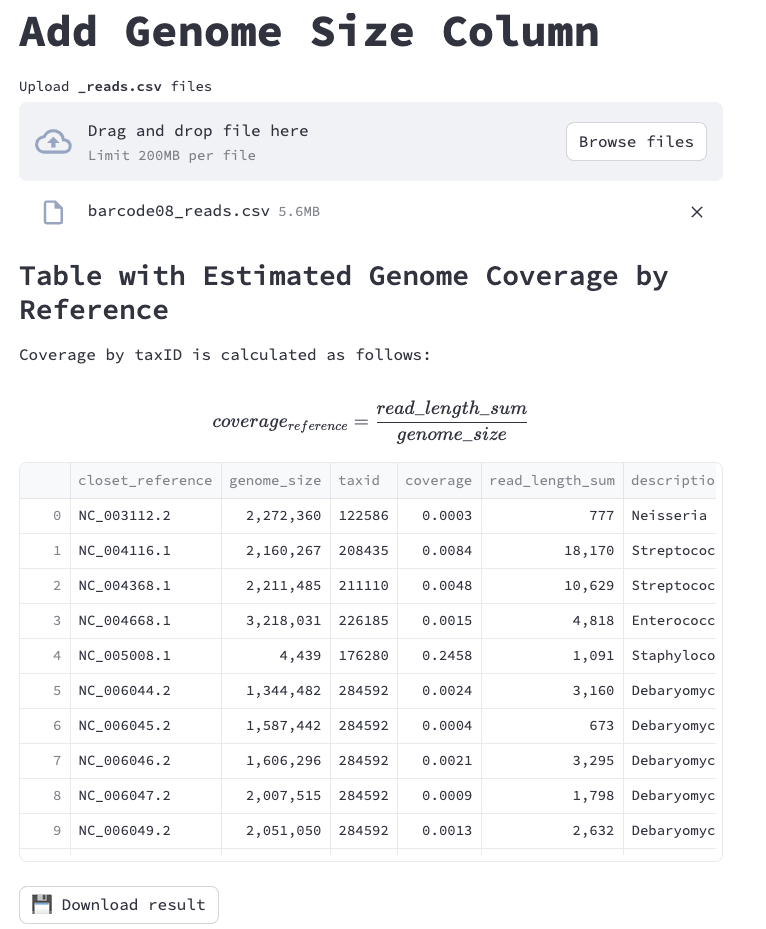 Add Genome Size Column
Upload _reads.csv files
Drag and drop file here
Limit 200MB per file
Browse files
barcode08_reads.csv 5.6MB
Table with Estimated Genome Coverage by
Reference
Coverage by taxID is calculated as follows:
coverage_reference = read_length_sum / genome_size
closet_reference genome_size taxid coverage read_length_sum descriptio
0 NC_003112.2 2,272,360 122586 0.0003 777 Neisseria
1 NC_004116.1 2,160,267 208435 0.0084 18,170 Streptococ
2 NC_004368.1 2,211,485 211110 0.0048 10,629 Streptococ
3 NC_004668.1 3,218,031 226185 0.0015 4,818 Enterococc
4 NC_005008.1 4,439 176280 0.2458 1,091 Staphyloco
5 NC_006044.2 1,344,482 284592 0.0024 3,160 Debaryomyc
6 NC_006045.2 1,587,442 284592 0.0004 673 Debaryomyc
7 NC_006046.2 1,606,296 284592 0.0021 3,295 Debaryomyc
8 NC_006047.2 2,007,515 284592 0.0009 1,798 Debaryomyc
9 NC_006049.2 2,051,050 284592 0.0013 2,632 Debaryomyc
Download result